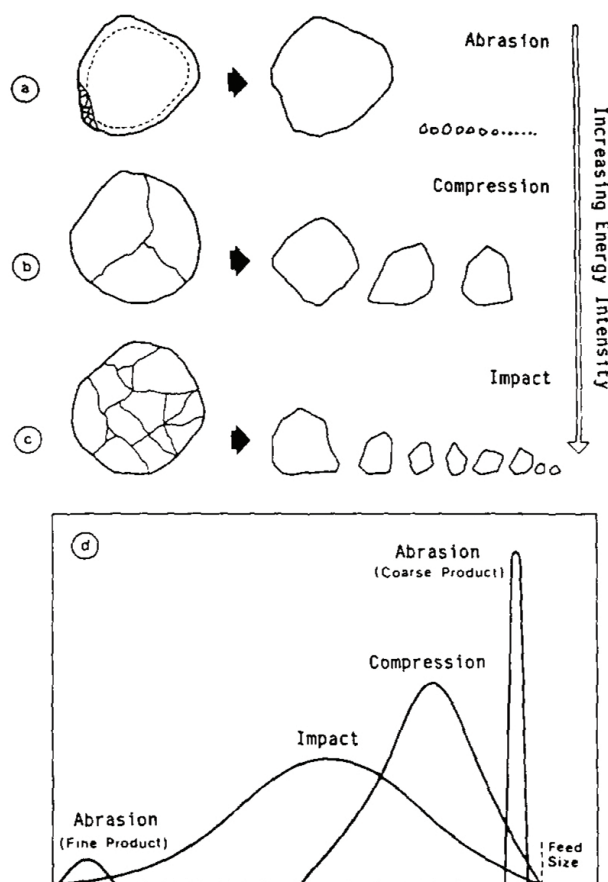 a
Abrasion
Compression
b
Impact
c
Increasing Energy Intensity
d
Abrasion
(Coarse Product)
Compression
Impact
Abrasion
(Fine Product)
Feed
Size